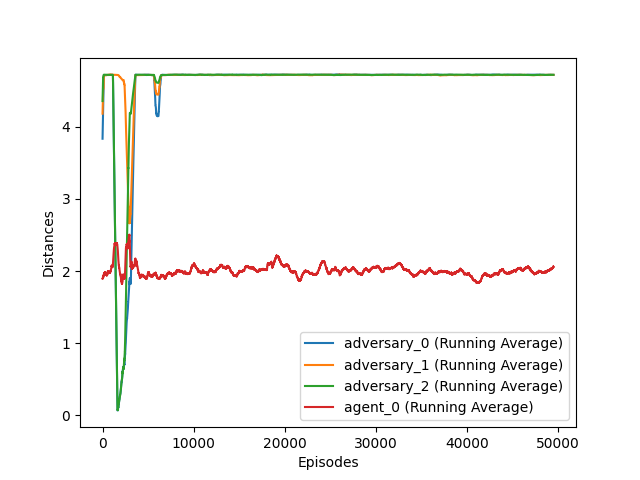 Distances
4
3
2
1
0
0 10000 20000 30000 40000 50000
Episodes
adversary_0 (Running Average)
adversary_1 (Running Average)
adversary_2 (Running Average)
agent_0 (Running Average)